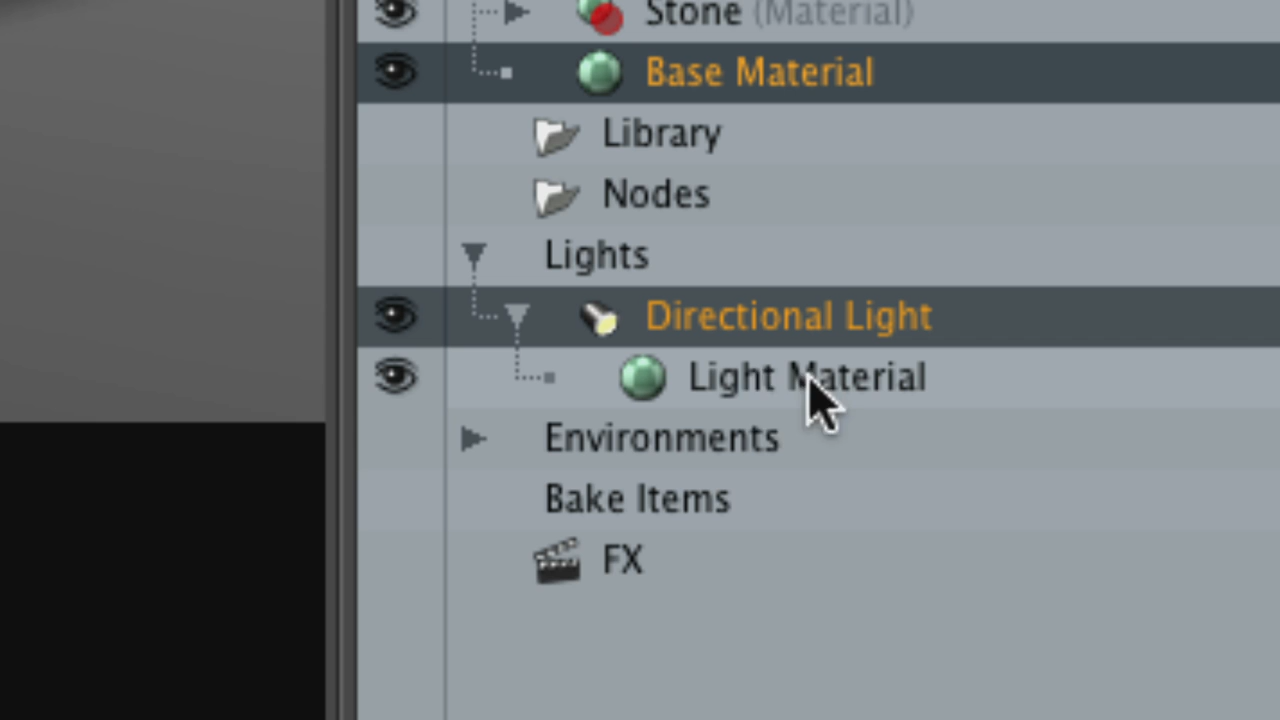 Stone (Material)
Base Material
Library
Nodes
Lights
Directional Light
Light Material
Environments
Bake Items
FX